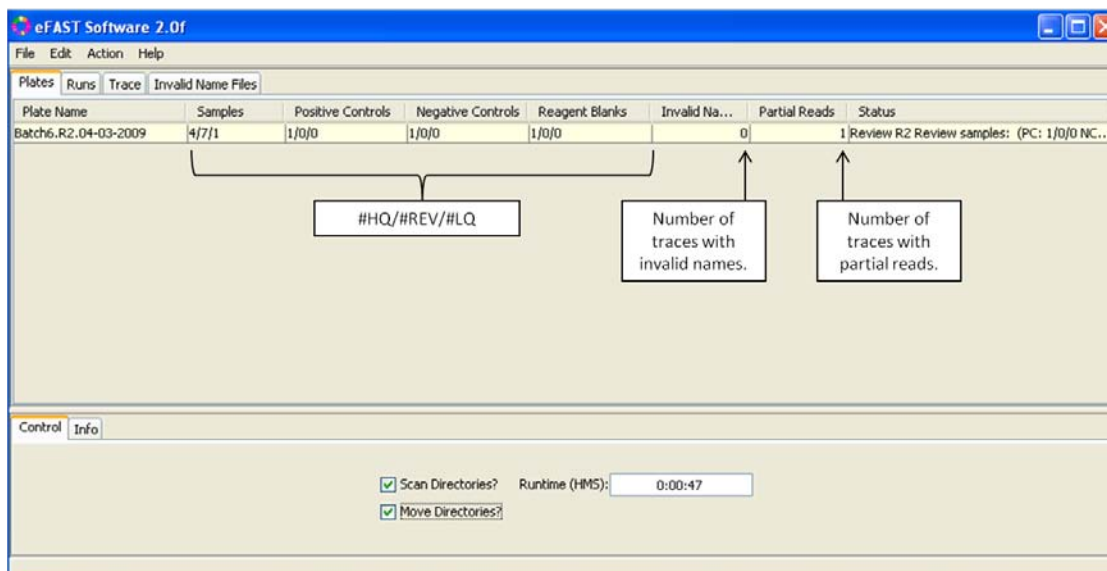 eFAST Software 2.0f
File Edit Action Help
Plates Runs Trace Invalid Name Files
Plate Name Samples Positive Controls Negative Controls Reagent Blanks Invalid Na... Partial Reads Status
Batch6.R2.04-03-2009 4/7/1 1/0/0 1/0/0 1/0/0 0 1 Review R2 Review samples: (PC: 1/0/0 NC...
#HQ/#REV/#LQ
Number of
traces with
invalid names.
Number of
traces with
partial reads.
Control Info
Scan Directories? Runtime (HMS): 0:00:47
Move Directories?